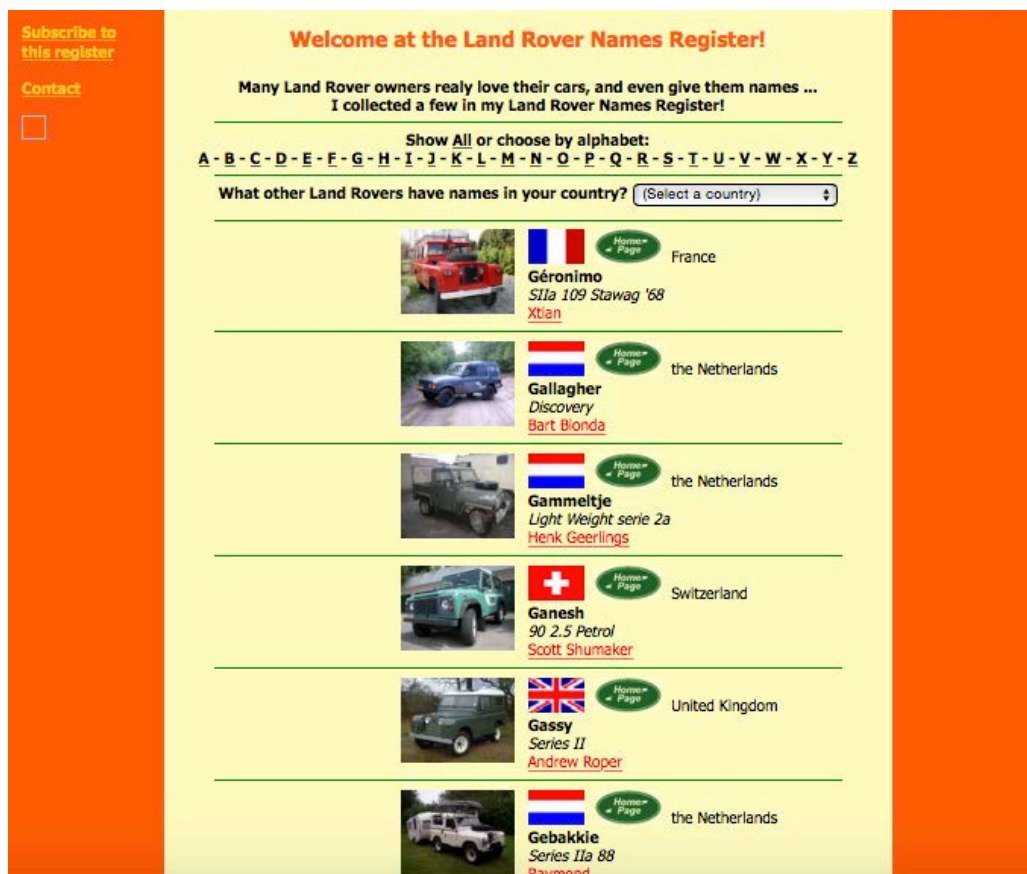 Subscribe to
this register
Contact
Welcome at the Land Rover Names Register!
Many Land Rover owners realy love their cars, and even give them names ...
I collected a few in my Land Rover Names Register!
Show All or choose by alphabet:
A - B - C - D - E - F - G - H - I - J - K - L - M - N - O - P - Q - R - S - T - U - V - W - X - Y - Z
What other Land Rovers have names in your country? (Select a country)
Home Page France
Géronimo
SIIa 109 Stawag '68
Xtian
Home Page the Netherlands
Gallagher
Discovery
Bart Bionda
Home Page the Netherlands
Gammeltje
Light Weight serie 2a
Henk Geerlings
Home Page Switzerland
Ganesh
90 2.5 Petrol
Scott Shumaker
Home Page United Kingdom
Gassy
Series II
Andrew Roper
Home Page the Netherlands
Gebakkie
Series IIa 88
Raymond